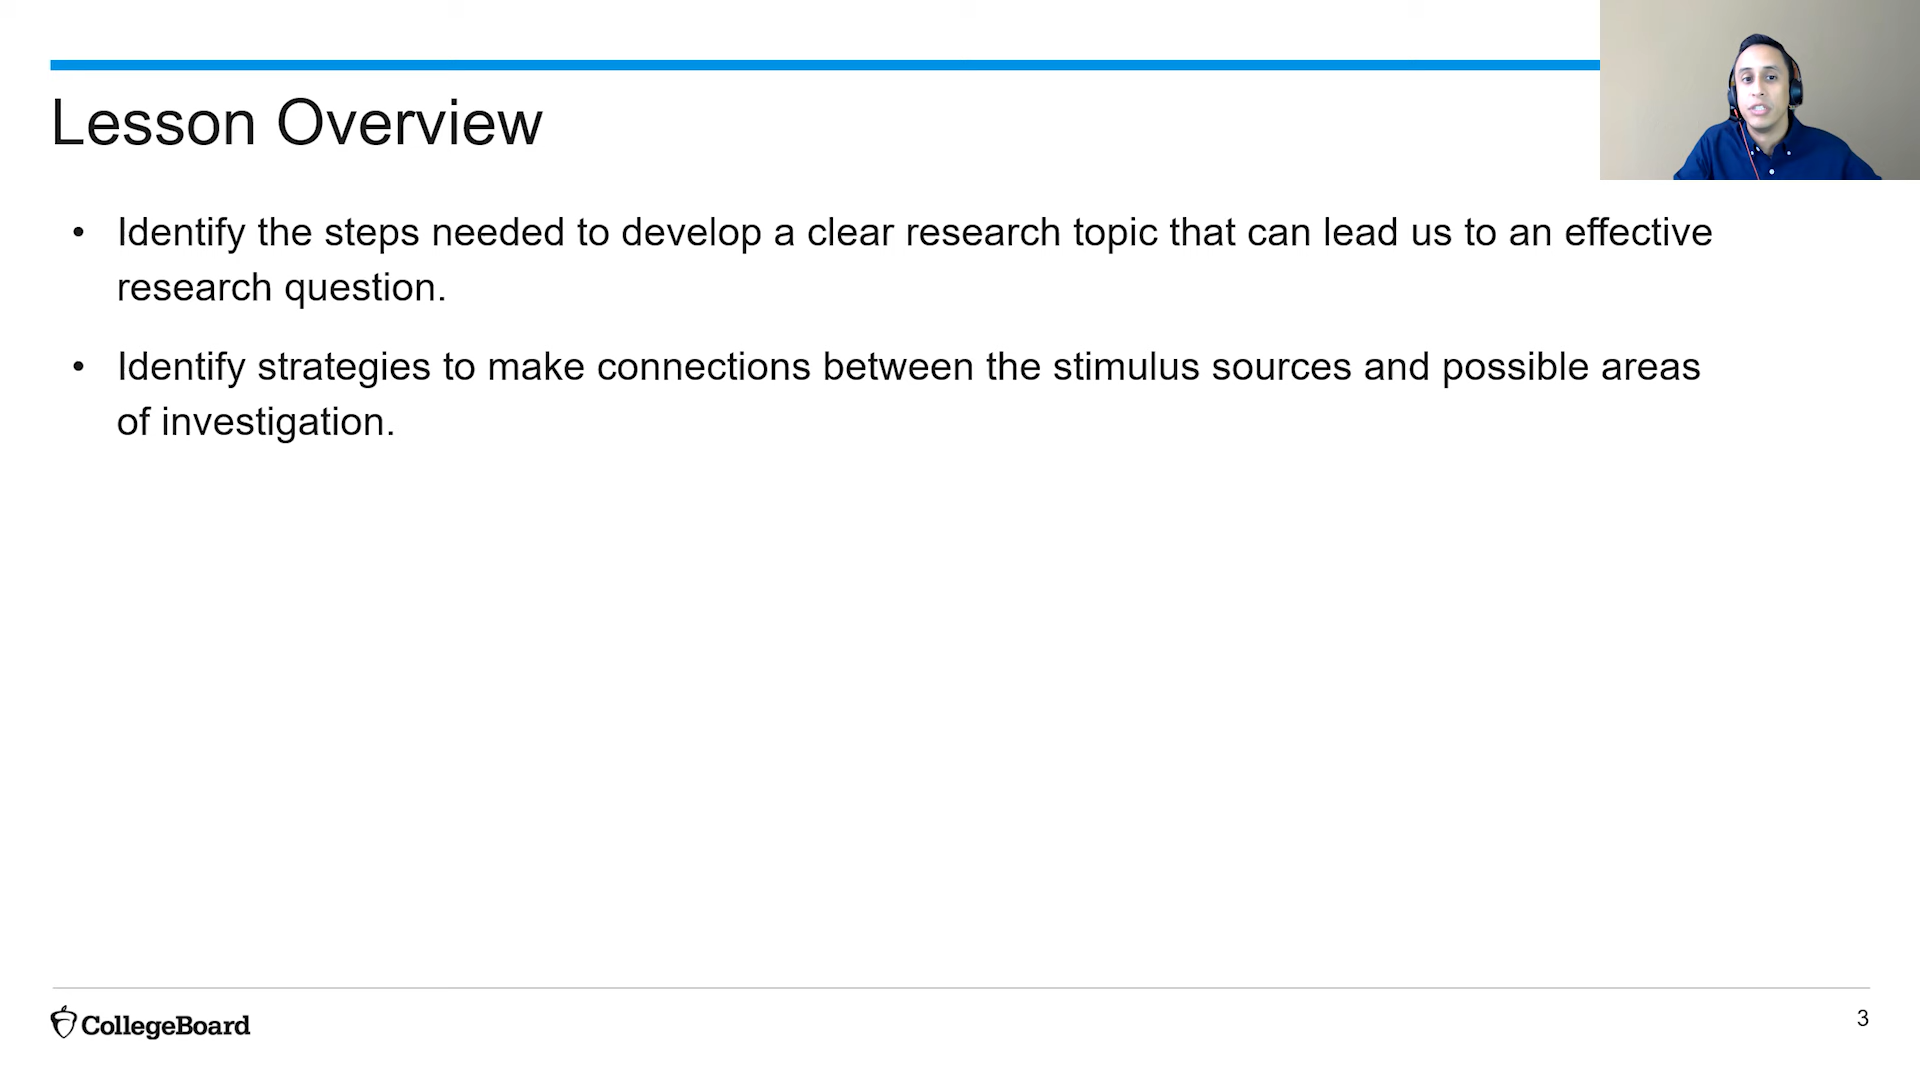 Lesson Overview
• Identify the steps needed to develop a clear research topic that can lead us to an effective
research question.
• Identify strategies to make connections between the stimulus sources and possible areas
of investigation.
CollegeBoard
3